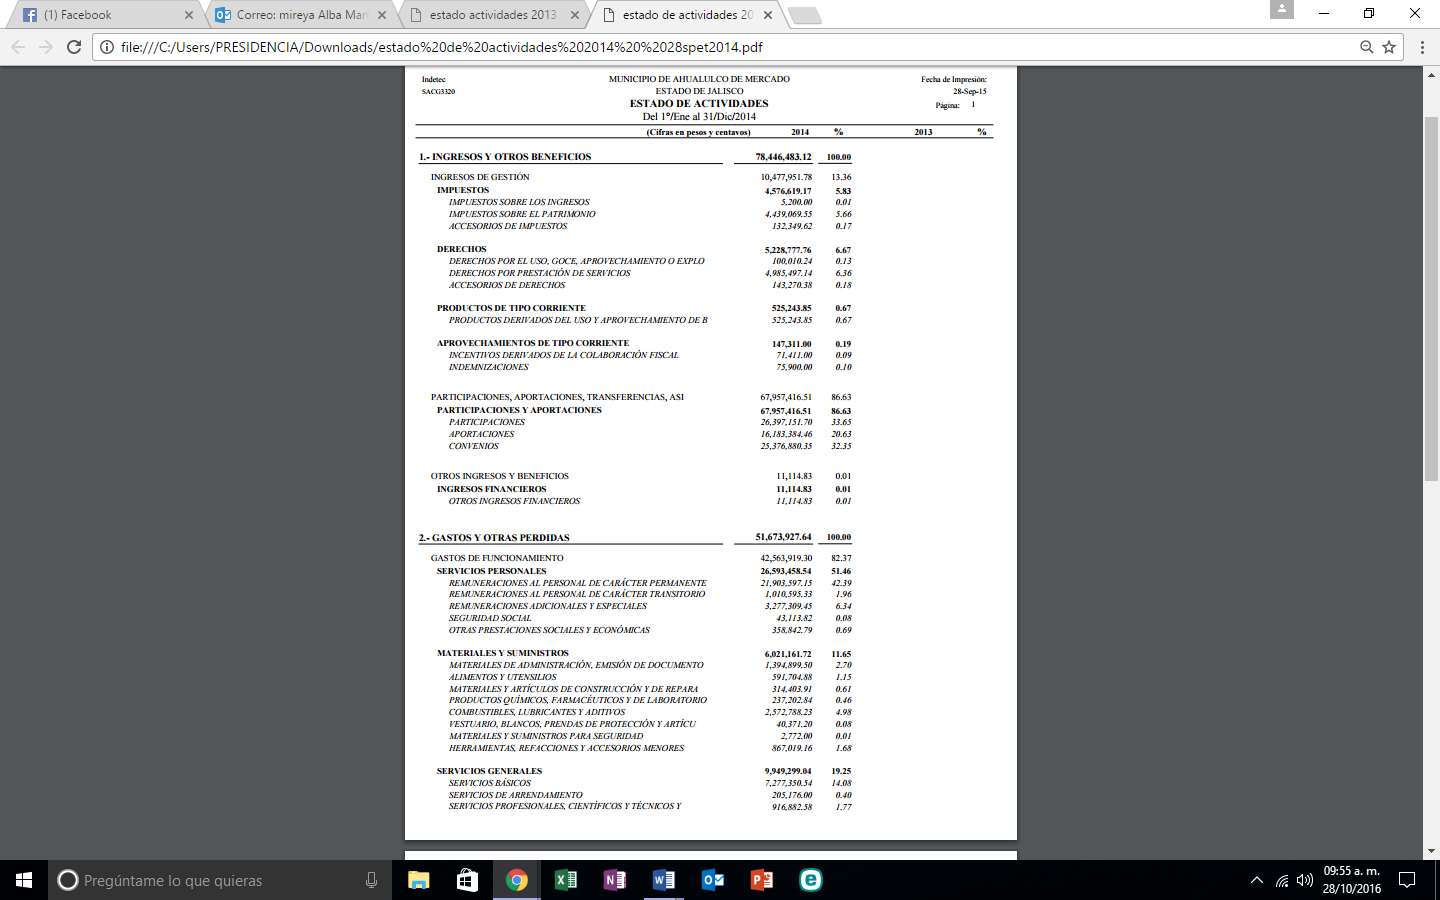 (1) Facebook
Correo: mireya Alba Mart
estado actividades 2013
estado de actividades 20
file:///C:/Users/PRESIDENCIA/Downloads/estado%20de%20actividades%202014%20%2028spet2014.pdf
Indetec MUNICIPIO DE AHUALULCO DE MERCADO Fecha de Impresión:
SACG3320 ESTADO DE JALISCO 28-Sep-15
ESTADO DE ACTIVIDADES Página: 1
Del 1°/Ene al 31/Dic/2014
(Cifras en pesos y centavos) 2014 % 2013 %
1.- INGRESOS Y OTROS BENEFICIOS 78,446,483.12 100.00
INGRESOS DE GESTIÓN 10,477,951.78 13.36
IMPUESTOS 4,576,619.17 5.83
IMPUESTOS SOBRE LOS INGRESOS 5,200.00 0.01
IMPUESTOS SOBRE EL PATRIMONIO 4,439,069.55 5.66
ACCESORIOS DE IMPUESTOS 132,349.62 0.17
DERECHOS 5,228,777.76 6.67
DERECHOS POR EL USO, GOCE, APROVECHAMIENTO O EXPLO 100,010.24 0.13
DERECHOS POR PRESTACIÓN DE SERVICIOS 4,985,497.14 6.36
ACCESORIOS DE DERECHOS 143,270.38 0.18
PRODUCTOS DE TIPO CORRIENTE 525,243.85 0.67
PRODUCTOS DERIVADOS DEL USO Y APROVECHAMIENTO DE B 525,243.85 0.67
APROVECHAMIENTOS DE TIPO CORRIENTE 147,311.00 0.19
INCENTIVOS DERIVADOS DE LA COLABORACIÓN FISCAL 71,411.00 0.09
INDEMNIZACIONES 75,900.00 0.10
PARTICIPACIONES, APORTACIONES, TRANSFERENCIAS, ASI 67,957,416.51 86.63
PARTICIPACIONES Y APORTACIONES 67,957,416.51 86.63
PARTICIPACIONES 26,397,151.70 33.65
APORTACIONES 16,183,384.46 20.63
CONVENIOS 25,376,880.35 32.35
OTROS INGRESOS Y BENEFICIOS 11,114.83 0.01
INGRESOS FINANCIEROS 11,114.83 0.01
OTROS INGRESOS FINANCIEROS 11,114.83 0.01
2.- GASTOS Y OTRAS PERDIDAS 51,673,927.64 100.00
GASTOS DE FUNCIONAMIENTO 42,563,919.30 82.37
SERVICIOS PERSONALES 26,593,458.54 51.46
REMUNERACIONES AL PERSONAL DE CARÁCTER PERMANENTE 21,903,597.15 42.39
REMUNERACIONES AL PERSONAL DE CARÁCTER TRANSITORIO 1,010,595.33 1.96
REMUNERACIONES ADICIONALES Y ESPECIALES 3,277,309.45 6.34
SEGURIDAD SOCIAL 43,113.82 0.08
OTRAS PRESTACIONES SOCIALES Y ECONÓMICAS 358,842.79 0.69
MATERIALES Y SUMINISTROS 6,021,161.72 11.65
MATERIALES DE ADMINISTRACIÓN, EMISIÓN DE DOCUMENTO 1,394,899.50 2.70
ALIMENTOS Y UTENSILIOS 591,704.88 1.15
MATERIALES Y ARTÍCULOS DE CONSTRUCCIÓN Y DE REPARA 314,403.91 0.61
PRODUCTOS QUÍMICOS, FARMACÉUTICOS Y DE LABORATORIO 237,202.84 0.46
COMBUSTIBLES, LUBRICANTES Y ADITIVOS 2,572,788.23 4.98
VESTUARIO, BLANCOS, PRENDAS DE PROTECCIÓN Y ARTÍCU 40,371.20 0.08
MATERIALES Y SUMINISTROS PARA SEGURIDAD 2,772.00 0.01
HERRAMIENTAS, REFACCIONES Y ACCESORIOS MENORES 867,019.16 1.68
SERVICIOS GENERALES 9,949,299.04 19.25
SERVICIOS BÁSICOS 7,277,350.54 14.08
SERVICIOS DE ARRENDAMIENTO 205,176.00 0.40
SERVICIOS PROFESIONALES, CIENTÍFICOS Y TÉCNICOS Y 916,882.58 1.77
Pregúntame lo que quieras
09:55 a. m.
28/10/2016